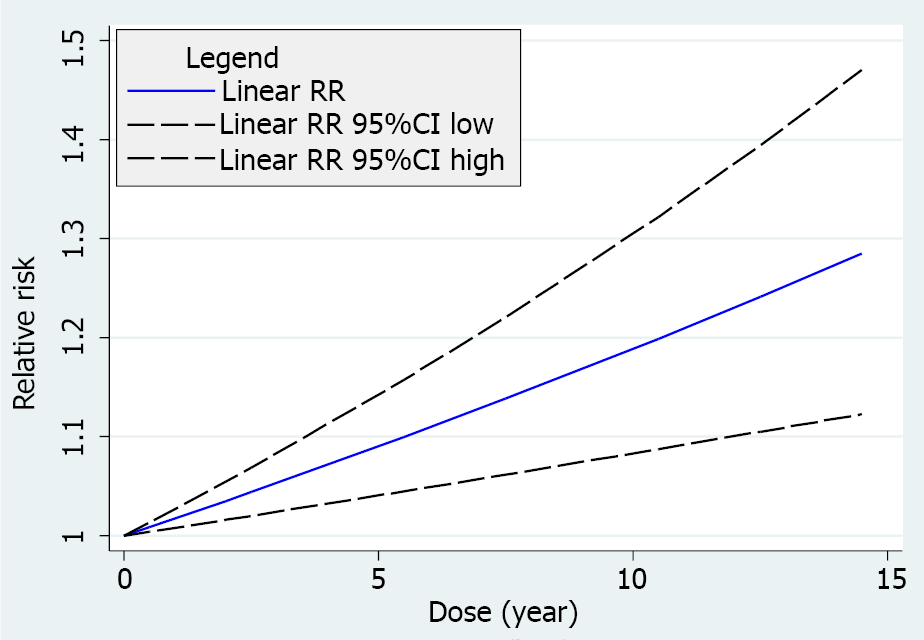 Legend
Linear RR
Linear RR 95%CI low
Linear RR 95%CI high
1.5
1.4
1.3
1.2
1.1
1
Relative risk
0 5 10 15
Dose (year)